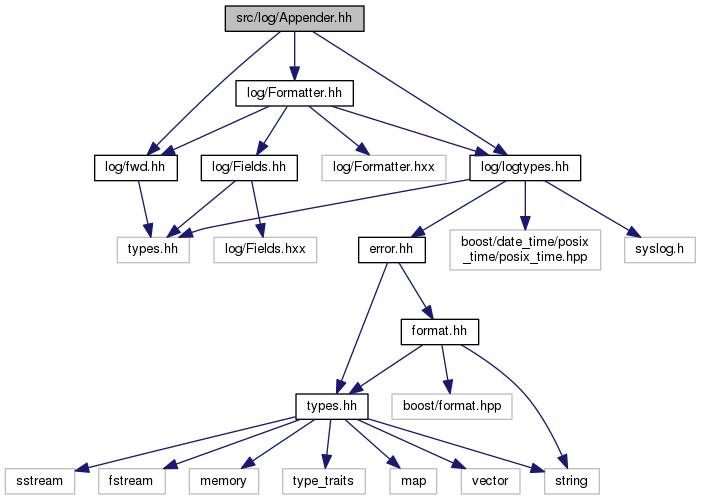 src/log/Appender.hh
log/Formatter.hh
log/fwd.hh
log/Fields.hh
log/Formatter.hxx
log/logtypes.hh
types.hh
log/Fields.hxx
error.hh
boost/date_time/posix
_time/posix_time.hpp
syslog.h
format.hh
types.hh
boost/format.hpp
sstream
fstream
memory
type_traits
map
vector
string